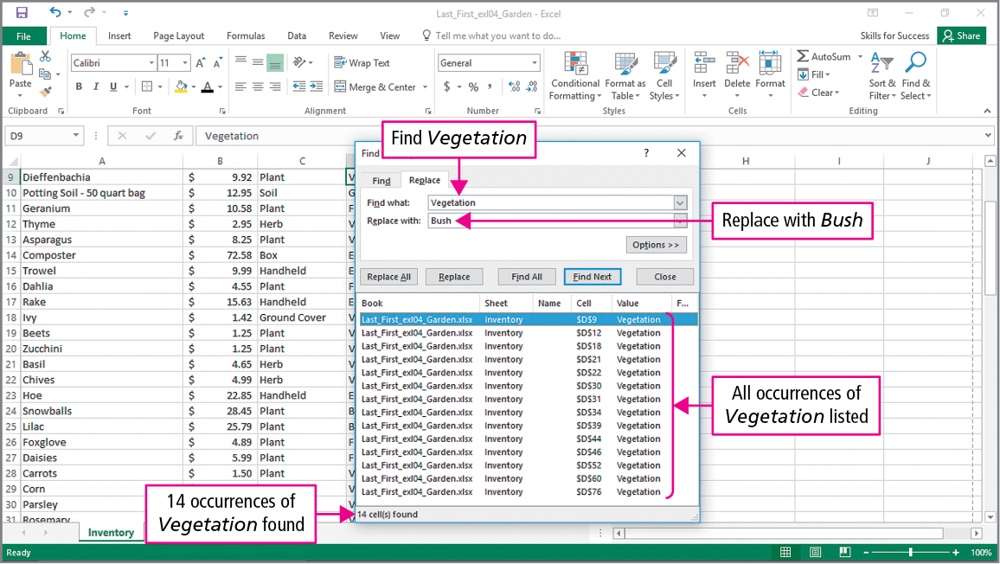 Last_First_exl04_Garden - Excel
File Home Insert Page Layout Formulas Data Review View Tell me what you want to do... Skills for Success Share
Calibri 11 Wrap Text General AutoSum
Paste Conditional Format as Cell Insert Delete Format Fill Sort & Find &
B I U Merge & Center $ % , Formatting Table Styles Clear Filter Select
Clipboard Font Alignment Number Styles Cells Editing
D9 fx Vegetation
A B C H I J
9 Dieffenbachia $ 9.92 Plant V
10 Potting Soil - 50 quart bag $ 12.95 Soil G
11 Geranium $ 10.58 Plant F
12 Thyme $ 2.95 Herb V
13 Asparagus $ 8.25 Plant V
14 Composter $ 72.58 Box E
15 Trowel $ 9.99 Handheld E
16 Dahlia $ 4.55 Plant F
17 Rake $ 15.63 Handheld E
18 Ivy $ 1.42 Ground Cover V
19 Beets $ 1.25 Plant V
20 Zucchini $ 1.25 Plant V
21 Basil $ 4.65 Herb V
22 Chives $ 4.99 Herb V
23 Hoe $ 22.85 Handheld E
24 Snowballs $ 28.45 Plant B
25 Lilac $ 25.79 Plant B
26 Foxglove $ 4.89 Plant F
27 Daisies $ 5.99 Plant F
28 Carrots $ 1.50 Plant V
29 Corn
30 Parsley
31 Rosemary
Find
? 
Find Replace
Find what: Vegetation
Replace with: Bush
Options >>
Replace All Replace Find All Find Next Close
Book Sheet Name Cell Value F...
Last_First_exl04_Garden.xlsx Inventory $D$9 Vegetation
Last_First_exl04_Garden.xlsx Inventory $D$12 Vegetation
Last_First_exl04_Garden.xlsx Inventory $D$18 Vegetation
Last_First_exl04_Garden.xlsx Inventory $D$21 Vegetation
Last_First_exl04_Garden.xlsx Inventory $D$22 Vegetation
Last_First_exl04_Garden.xlsx Inventory $D$30 Vegetation
Last_First_exl04_Garden.xlsx Inventory $D$31 Vegetation
Last_First_exl04_Garden.xlsx Inventory $D$34 Vegetation
Last_First_exl04_Garden.xlsx Inventory $D$39 Vegetation
Last_First_exl04_Garden.xlsx Inventory $D$44 Vegetation
Last_First_exl04_Garden.xlsx Inventory $D$46 Vegetation
Last_First_exl04_Garden.xlsx Inventory $D$52 Vegetation
Last_First_exl04_Garden.xlsx Inventory $D$60 Vegetation
Last_First_exl04_Garden.xlsx Inventory $D$76 Vegetation
14 cell(s) found
Find Vegetation
Replace with Bush
All occurrences of
Vegetation listed
14 occurrences of
Vegetation found
Inventory
Ready 100%